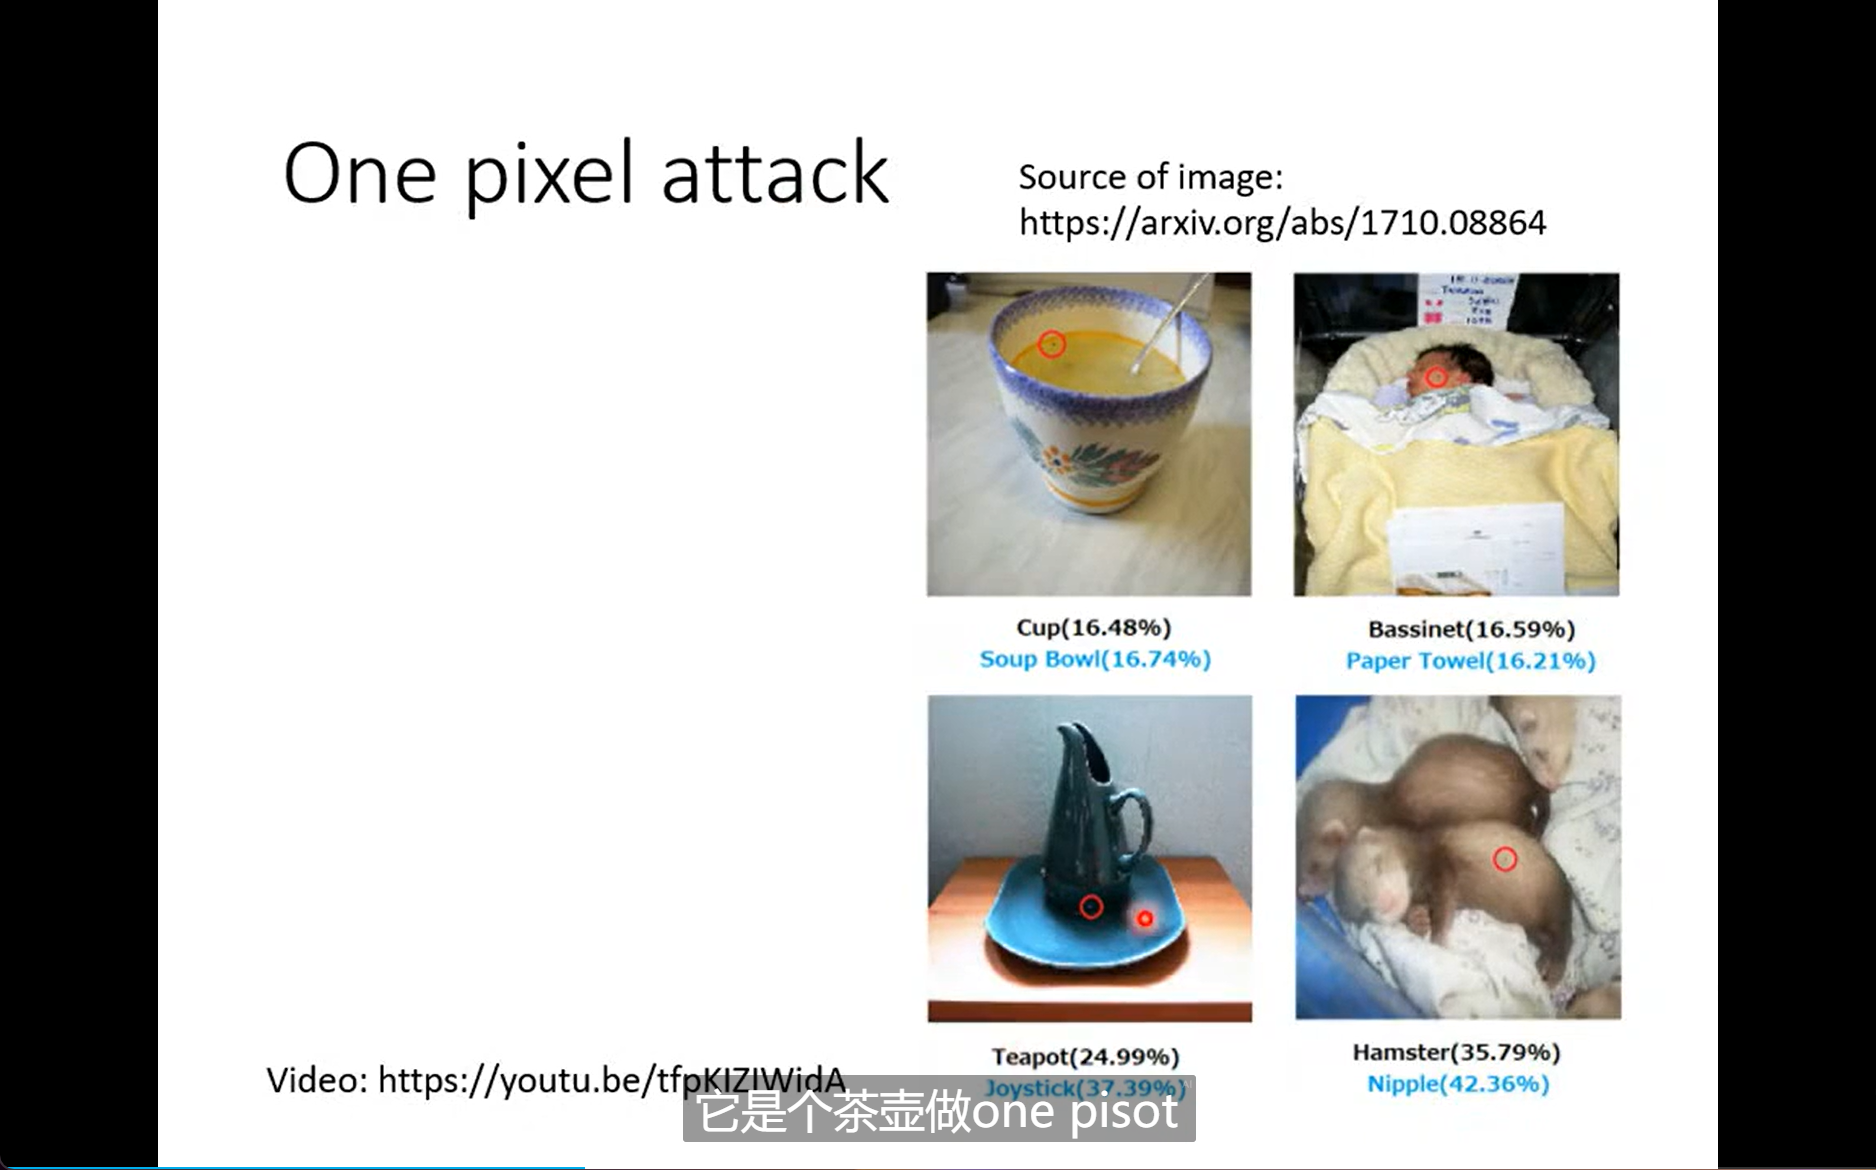 One pixel attack
Source of image:
https://arxiv.org/abs/1710.08864
Cup(16.48%)
Soup Bowl(16.74%)
Bassinet(16.59%)
Paper Towel(16.21%)
Teapot(24.99%)
Joystick(37.39%)
Hamster(35.79%)
Nipple(42.36%)
Video: https://youtu.be/tfpKIZIWidA
它是个茶壶做one pisot